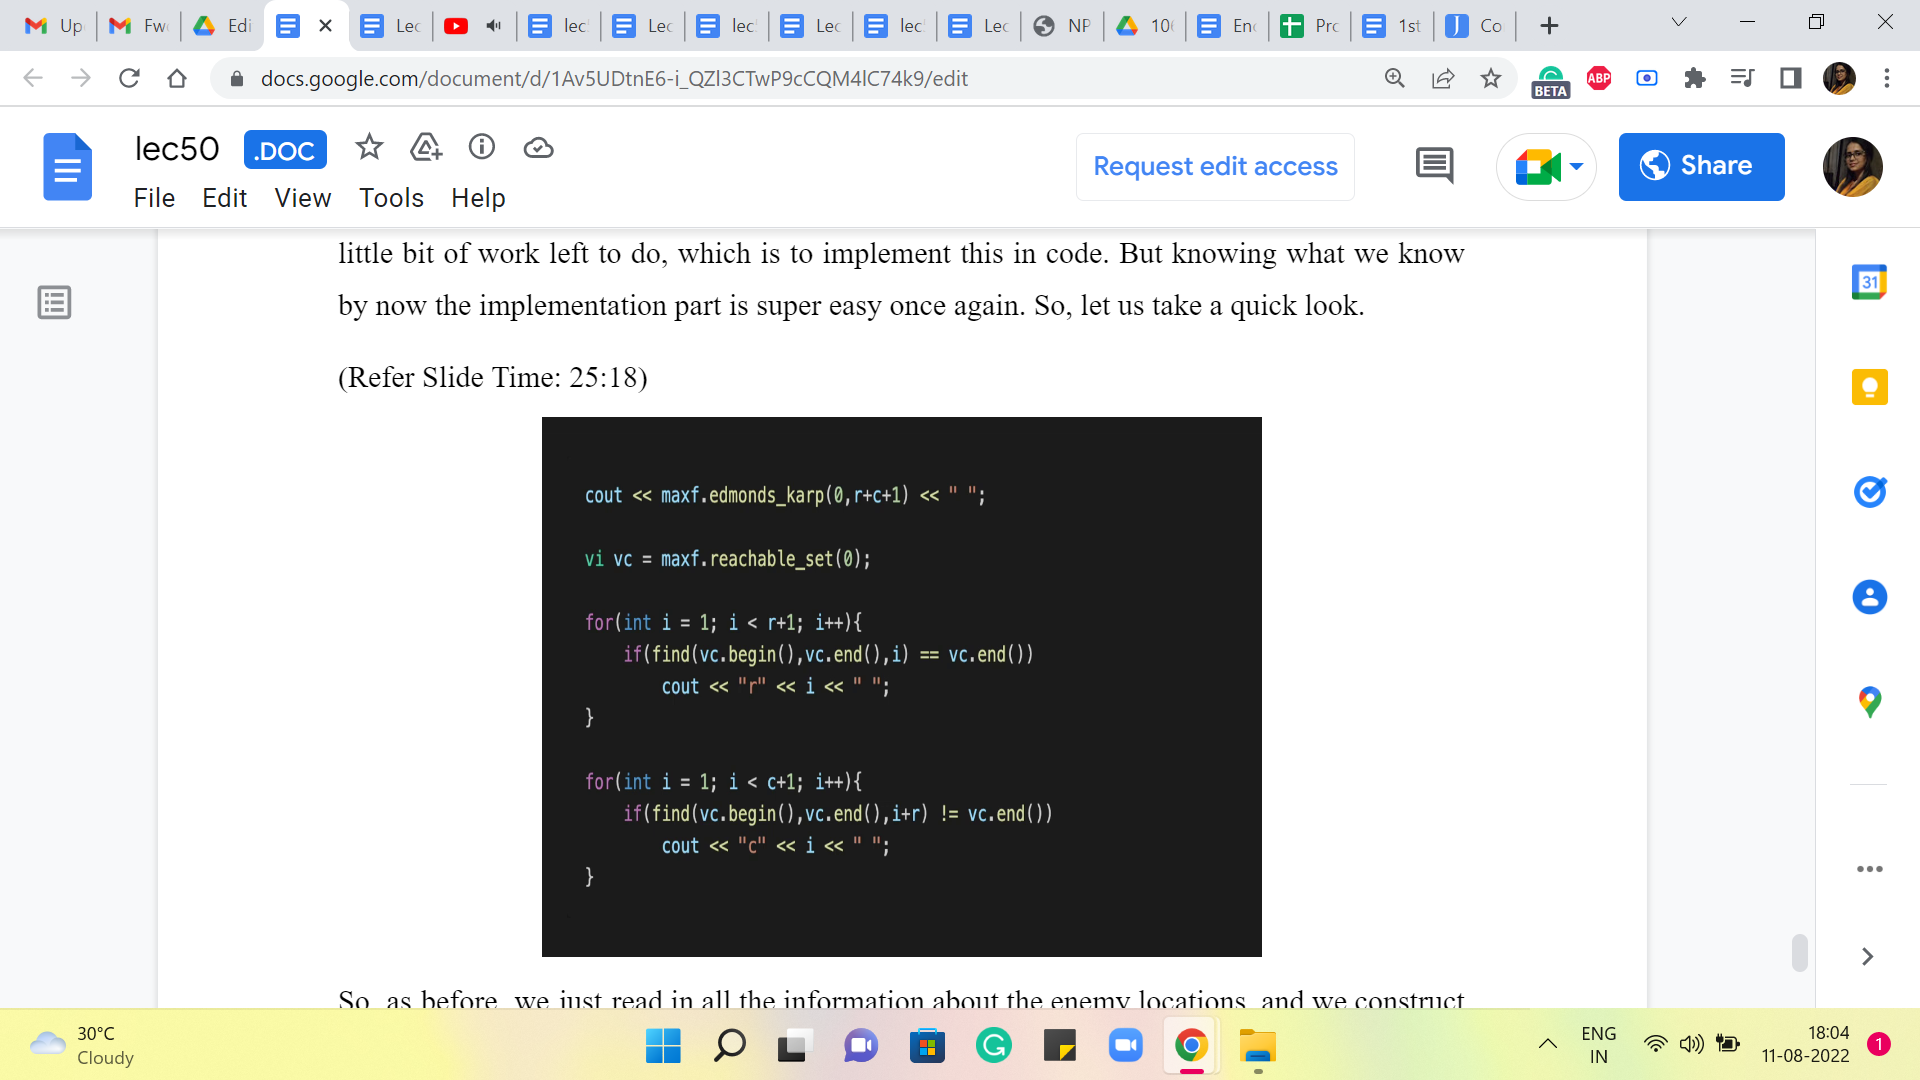 Up
Fw
Edi
Lec
lec
Lec
lec
Lec
lec
Lec
NP
10
En
Pro
1st
Co
docs.google.com/document/d/1Av5UDtnE6-i_QZl3CTwP9cCQM4lC74k9/edit
ABP
BETA
lec50 .DOC
Request edit access
Share
File Edit View Tools Help
31
little bit of work left to do, which is to implement this in code. But knowing what we know
by now the implementation part is super easy once again. So, let us take a quick look.
(Refer Slide Time: 25:18)
cout << maxf.edmonds_karp(0,r+c+1) << " ";
vi vc = maxf.reachable_set(0);
for(int i = 1; i < r+1; i++){
if(find(vc.begin(),vc.end(),i) == vc.end())
cout << "r" << i << " ";
}
for(int i = 1; i < c+1; i++){
if(find(vc.begin(),vc.end(),i+r) != vc.end())
cout << "c" << i << " ";
}
So, as before, we just read in all the information about the enemy locations, and we construct
30°C
Cloudy
ENG
IN
18:04
11-08-2022
1